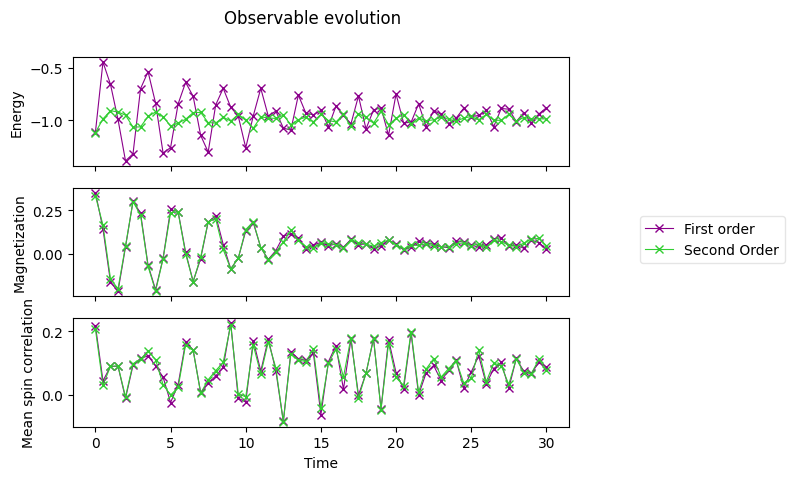 Observable evolution
Energy
−0.5
−1.0
Magnetization
0.25
0.00
Mean spin correlation
0.2
0.0
0
5
10
15
20
25
30
Time
First order
Second Order